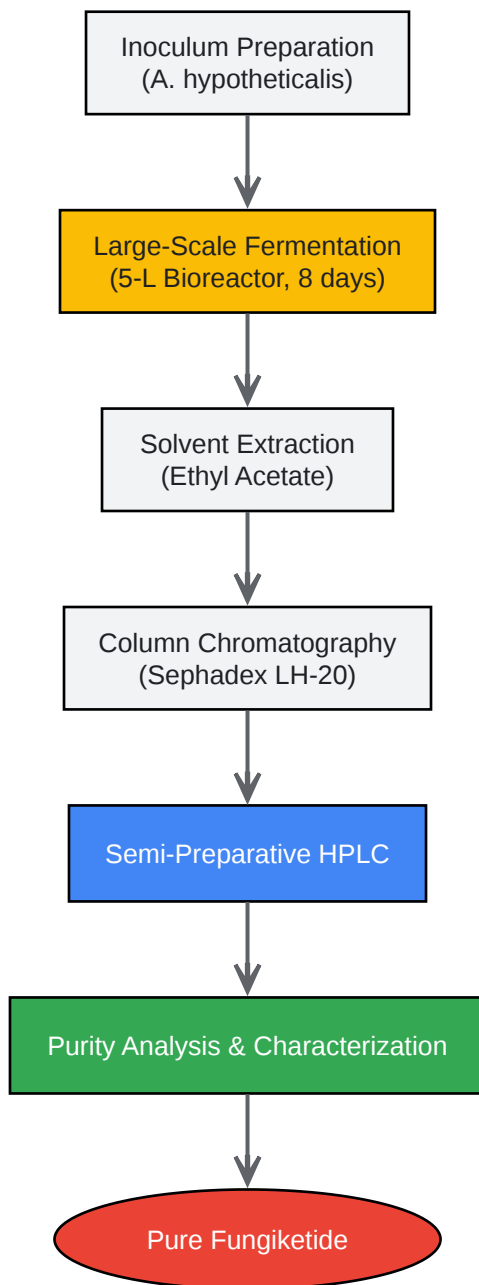 Inoculum Preparation
(A. hypotheticalis)
Large-Scale Fermentation
(5-L Bioreactor, 8 days)
Solvent Extraction
(Ethyl Acetate)
Column Chromatography
(Sephadex LH-20)
Semi-Preparative HPLC
Purity Analysis & Characterization
Pure Fungiketide